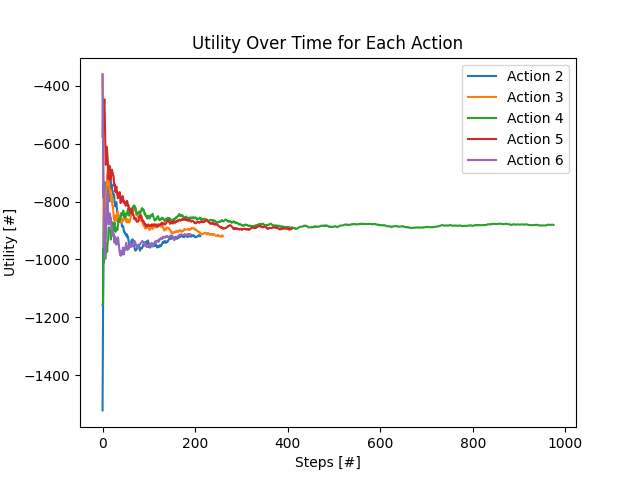 Utility Over Time for Each Action
−400
−600
−800
−1000
−1200
−1400
Utility [#]
0
200
400
600
800
1000
Steps [#]
Action 2
Action 3
Action 4
Action 5
Action 6